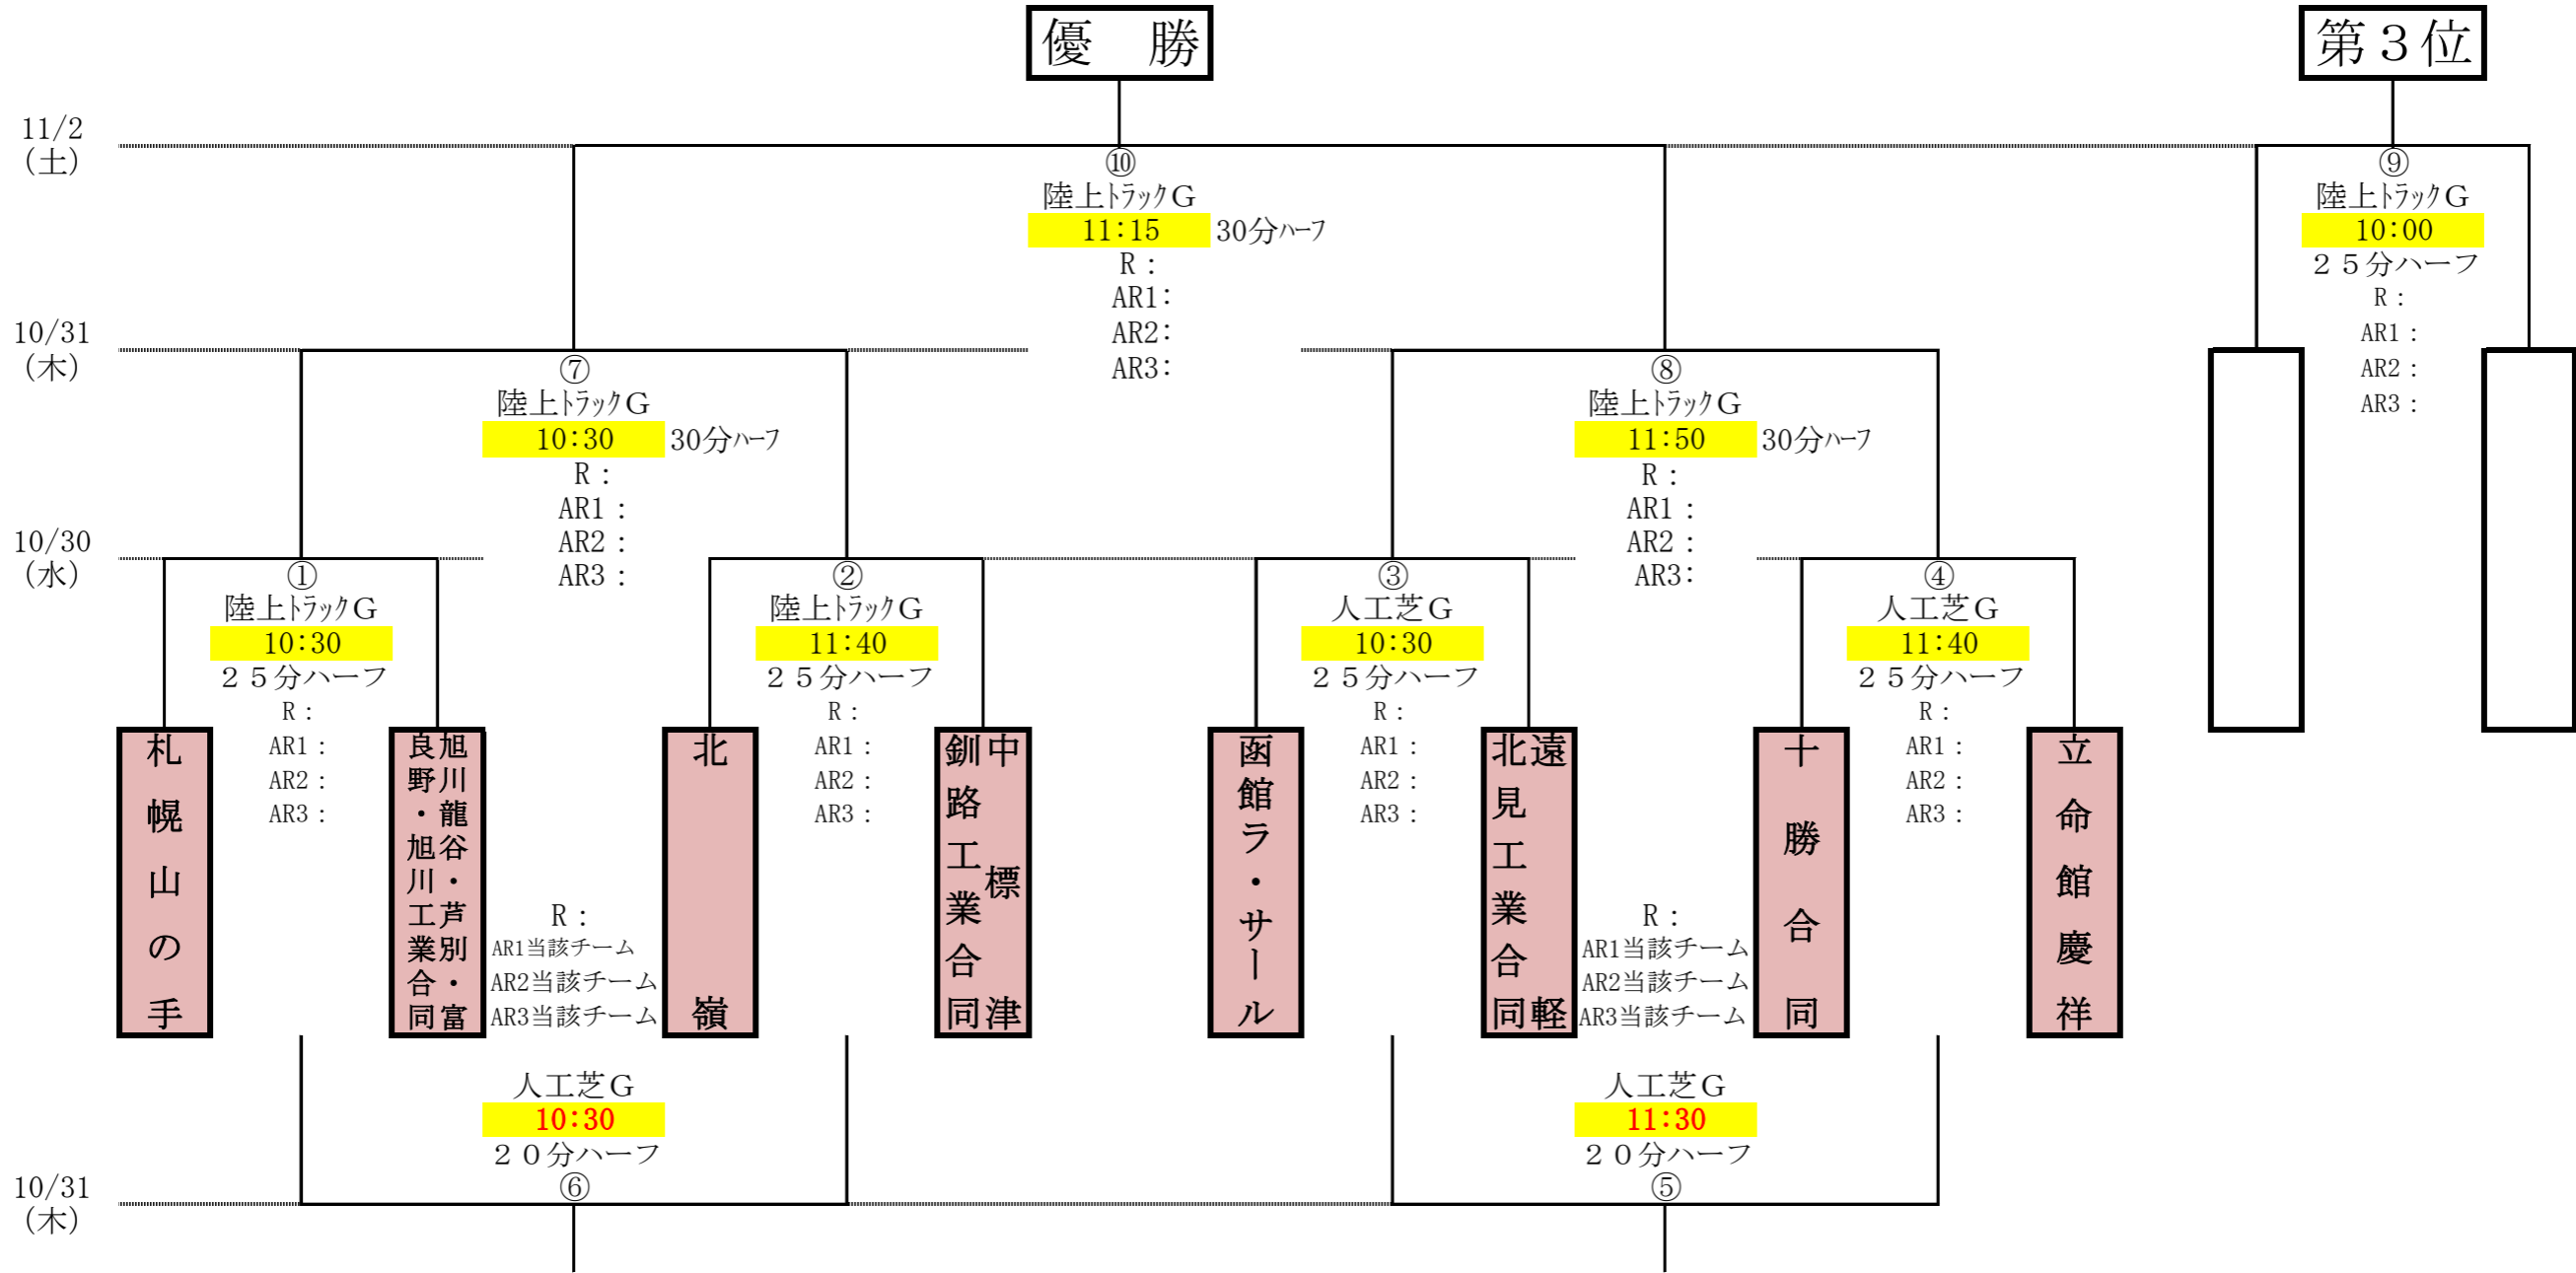 優　勝
第３位
11/2
(土)
⑩
陸上ﾄﾗｯｸG
11:15 30分ﾊｰﾌ
R：
AR1：
AR2：
AR3：
⑨
陸上ﾄﾗｯｸG
10:00
２５分ハーフ
R：
AR1：
AR2：
AR3：
10/31
(木)
⑦
陸上ﾄﾗｯｸG
10:30 30分ﾊｰﾌ
R：
AR1：
AR2：
AR3：
⑧
陸上ﾄﾗｯｸG
11:50 30分ﾊｰﾌ
R：
AR1：
AR2：
AR3：
10/30
(水)
①
陸上ﾄﾗｯｸG
10:30
２５分ハーフ
R：
AR1：
AR2：
AR3：
②
陸上ﾄﾗｯｸG
11:40
２５分ハーフ
R：
AR1：
AR2：
AR3：
③
人工芝G
10:30
２５分ハーフ
R：
AR1：
AR2：
AR3：
④
人工芝G
11:40
２５分ハーフ
R：
AR1：
AR2：
AR3：
札幌山の手
旭川龍谷・芦別・富
良野・旭川工業合同
北嶺
中標津
釧路工業合同
函館ラ・サール
遠軽
北見工業合同
十勝合同
立命館慶祥
R：
AR1当該チーム
AR2当該チーム
AR3当該チーム
人工芝G
10:30
２０分ハーフ
⑥
R：
AR1当該チーム
AR2当該チーム
AR3当該チーム
人工芝G
11:30
２０分ハーフ
⑤
10/31
(木)